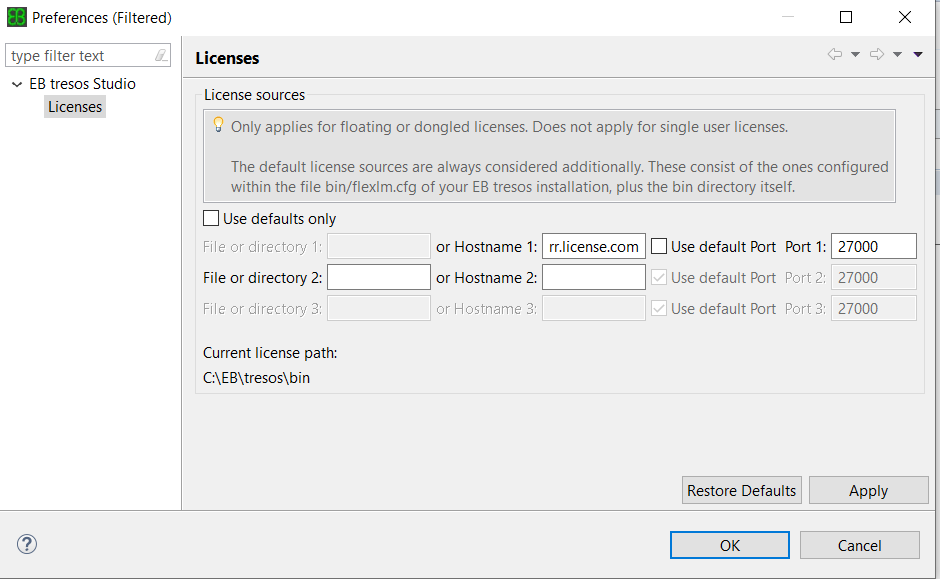 Preferences (Filtered)
type filter text
EB tresos Studio
Licenses
Licenses
License sources
Only applies for floating or dongled licenses. Does not apply for single user licenses.
The default license sources are always considered additionally. These consist of the ones configured
within the file bin/flexlm.cfg of your EB tresos installation, plus the bin directory itself.
Use defaults only
File or directory 1: or Hostname 1: rr.license.com Use default Port Port 1: 27000
File or directory 2: or Hostname 2: Use default Port Port 2: 27000
File or directory 3: or Hostname 3: Use default Port Port 3: 27000
Current license path:
C:\EB\tresos\bin
Restore Defaults Apply
? OK Cancel